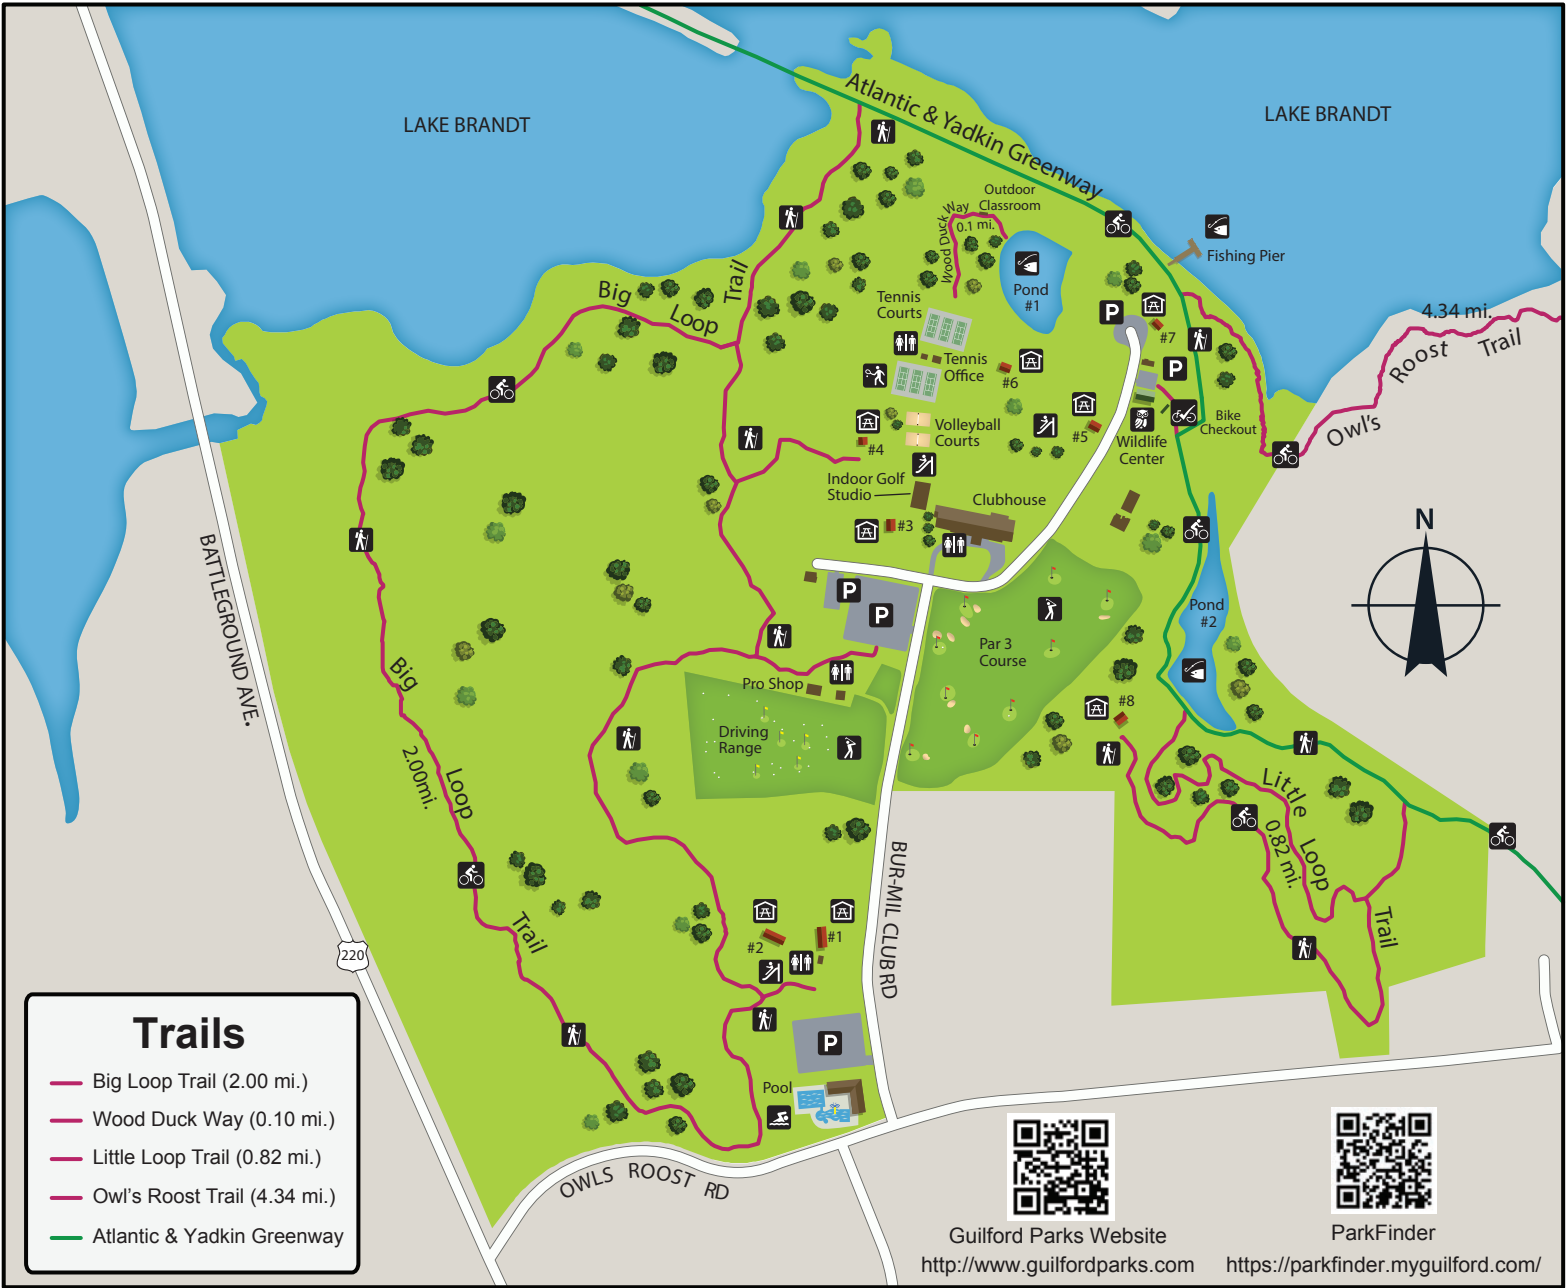 LAKE BRANDT
LAKE BRANDT
Atlantic & Yadkin Greenway
Outdoor
Classroom
Wood Duck Way
0.1 mi.
Fishing Pier
Pond
#1
Big
Loop
Trail
Tennis
Courts
P
#7
4.34 mi.
Owl's
Roost
Trail
Tennis
Office
#6
P
Volleyball
Courts
#4
#5
Bike
Checkout
Wildlife
Center
Indoor Golf
Studio
Clubhouse
#3
N
BATTLEGROUND AVE.
P
P
Pond
#2
Par 3
Course
Big
Loop
Trail
2.00mi.
Pro Shop
#8
Driving
Range
Little
Loop
Trail
0.82 mi.
BUR-MIL CLUB RD
#2
#1
220
P
Pool
OWLS ROOST RD
Trails
Big Loop Trail (2.00 mi.)
Wood Duck Way (0.10 mi.)
Little Loop Trail (0.82 mi.)
Owl's Roost Trail (4.34 mi.)
Atlantic & Yadkin Greenway
Guilford Parks Website
http://www.guilfordparks.com
ParkFinder
https://parkfinder.myguilford.com/